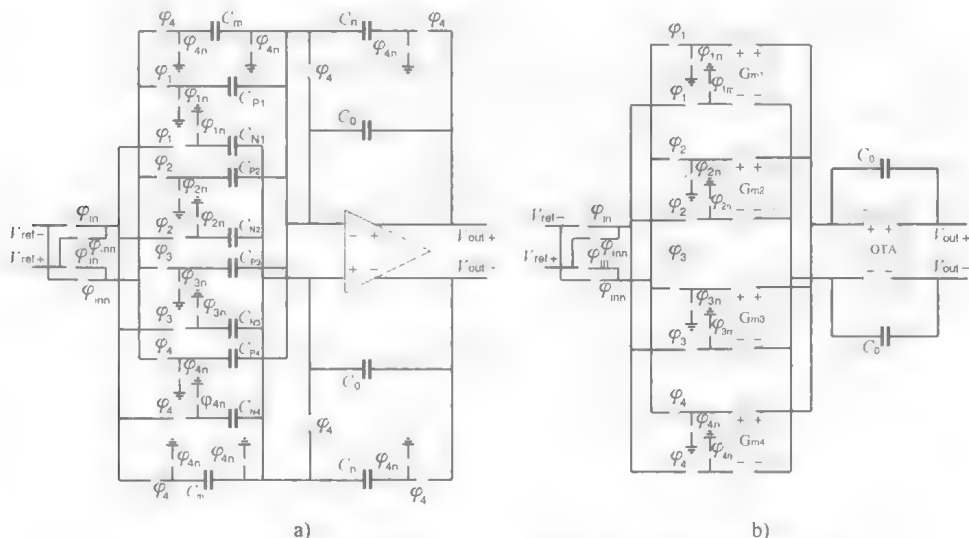 φ4 Cm φ4n φ4n Cn φ4n φ4
φ1 φ4 CP1
φ1n φ1n
φ1 C0 CN1
φ2 CP2
φ2n φ2n
φin φ2 CN2
Vref− φinn Vout+
Vref+ φin φ3 CP3 Vout−
φinn φ3n
φ3n φ3 CN3
φ4 CP4
φ4n C0
φ4n φ4 CN4
φ4n φ4n φ4 φ4n
φ4 Cm Cn φ4
a)
φ1 φ1n Gm1
φ1 φ1n
φ2 φ2n Gm2 C0
φ2 φ2n
φin Vref− φinn φ3 Vout+
Vref+ φin OTA Vout−
φinn φ3n Gm3
φ3 φ3n C0
φ4 φ4n Gm4
φ4 φ4n
b)